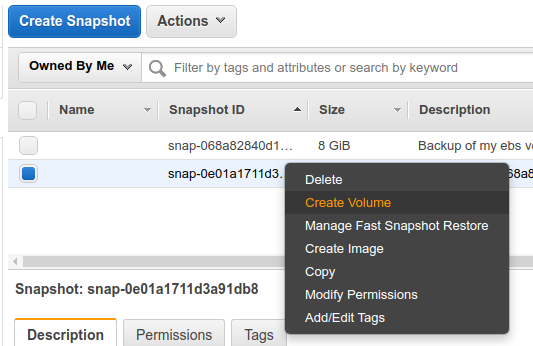 Create Snapshot Actions
Owned By Me Filter by tags and attributes or search by keyword
Name Snapshot ID Size Description
snap-068a82840d1… 8 GiB Backup of my ebs v
snap-0e01a1711d3… 68a8
Delete
Create Volume
Manage Fast Snapshot Restore
Create Image
Copy
Modify Permissions
Add/Edit Tags
Snapshot: snap-0e01a1711d3a91db8
Description Permissions Tags